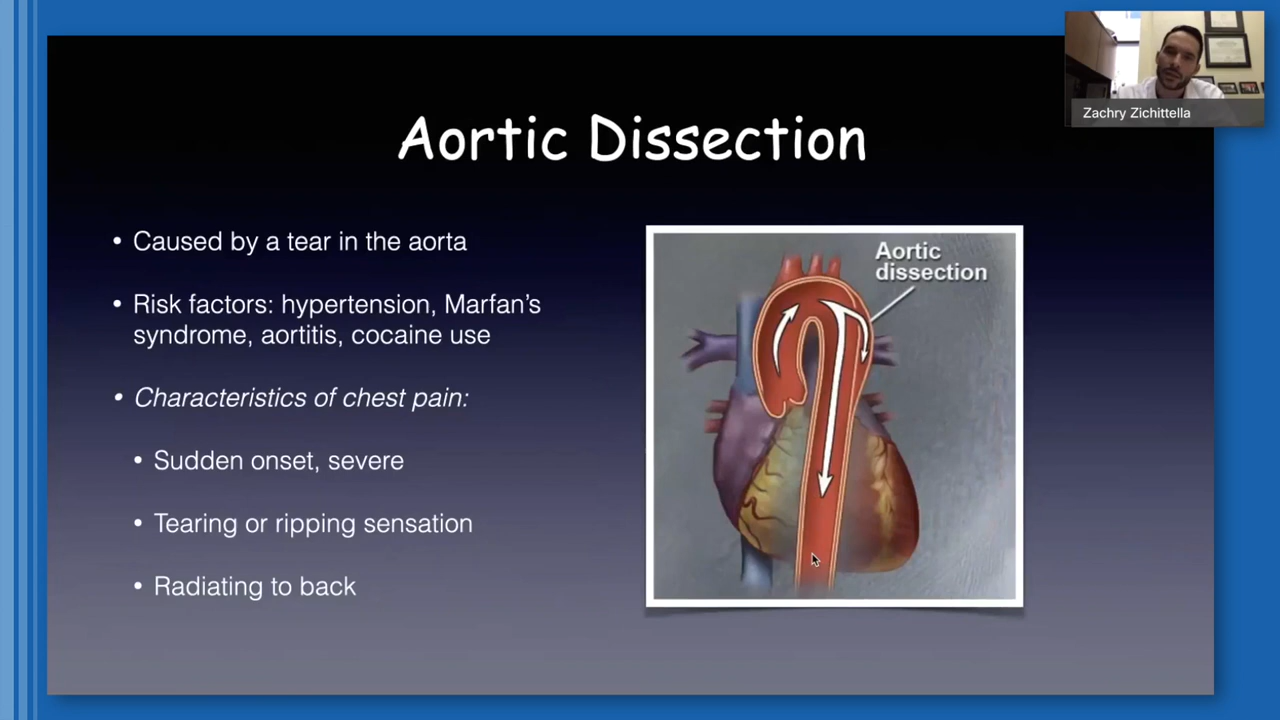 Zachry Zichittella
Aortic Dissection
• Caused by a tear in the aorta
• Risk factors: hypertension, Marfan’s
syndrome, aortitis, cocaine use
• Characteristics of chest pain:
• Sudden onset, severe
• Tearing or ripping sensation
• Radiating to back
Aortic
dissection